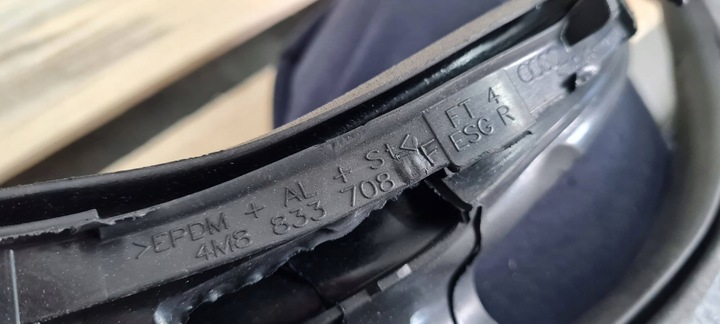 >EPDM + AL + St<
4M8 833 708 F
FT 4
ESG R